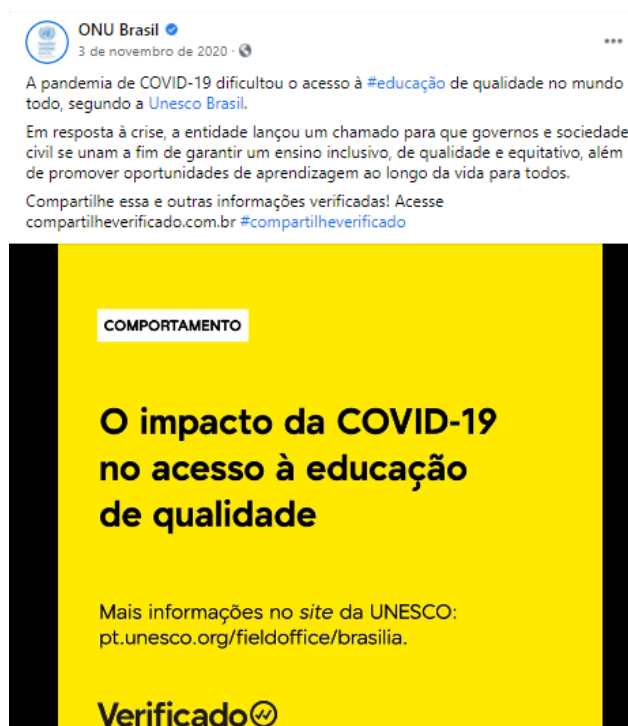 ONU Brasil
3 de novembro de 2020 ·
A pandemia de COVID-19 dificultou o acesso à #educação de qualidade no mundo
todo, segundo a Unesco Brasil.
Em resposta à crise, a entidade lançou um chamado para que governos e sociedade
civil se unam a fim de garantir um ensino inclusivo, de qualidade e equitativo, além
de promover oportunidades de aprendizagem ao longo da vida para todos.
Compartilhe essa e outras informações verificadas! Acesse
compartilheverificado.com.br #compartilheverificado
COMPORTAMENTO
O impacto da COVID-19
no acesso à educação
de qualidade
Mais informações no site da UNESCO:
pt.unesco.org/fieldoffice/brasilia.
Verificado